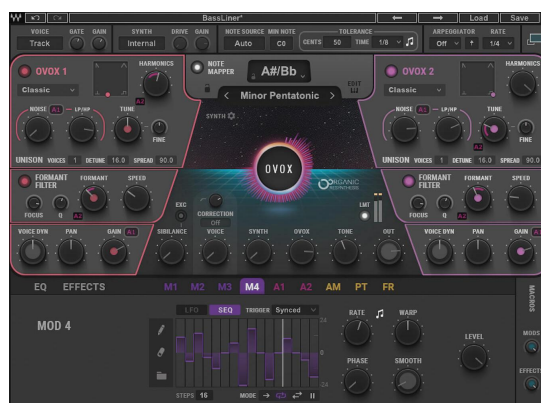 BassLiner*
Load
Save
VOICE GATE GAIN SYNTH DRIVE GAIN NOTE SOURCE MIN NOTE TOLERANCE ARPEGGIATOR RATE
Track Internal Auto C0 CENTS 50 TIME 1/8 Off 1/4
OVOX 1
HARMONICS
Classic
A2
NOISE A1 LP/HP TUNE
FINE
UNISON VOICES 1 DETUNE 16.0 SPREAD 90.0
NOTE
MAPPER
A#/Bb
EDIT
< Minor Pentatonic >
SYNTH
OVOX
ORGANIC
RESYNTHESIS
OVOX 2
HARMONICS
Classic
NOISE A1 LP/HP TUNE
A2
FINE
UNISON VOICES 1 DETUNE 16.0 SPREAD 90.0
FORMANT
FILTER
FORMANT SPEED
FOCUS Q A2
EXC
CORRECTION
Off
LMT
FORMANT
FILTER
FORMANT SPEED
FOCUS Q A2
VOICE DYN PAN GAIN A1
SIBILANCE VOICE SYNTH OVOX TONE OUT
VOICE DYN PAN GAIN A1
EQ EFFECTS M1 M2 M3 M4 A1 A2 AM PT FR
MACROS
MOD 4
LFO SEQ TRIGGER Synced
24
0
-24
STEPS 16 MODE
RATE WARP
PHASE SMOOTH
LEVEL
MODS
EFFECTS